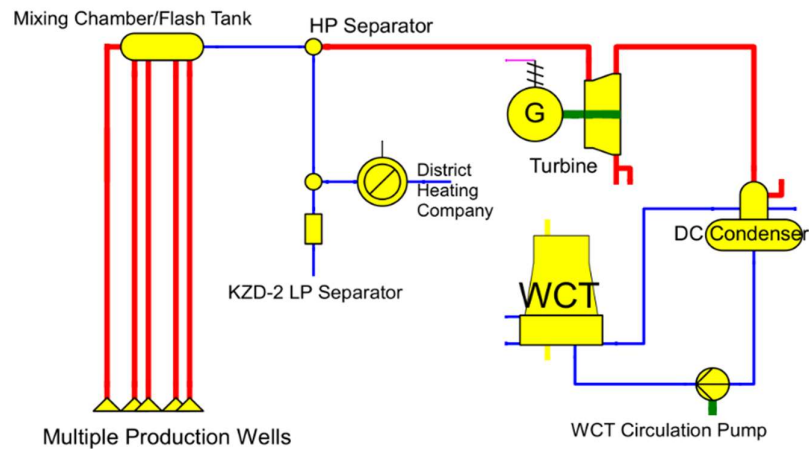 Mixing Chamber/Flash Tank
HP Separator
G
Turbine
District
Heating
Company
KZD-2 LP Separator
DC Condenser
WCT
WCT Circulation Pump
Multiple Production Wells